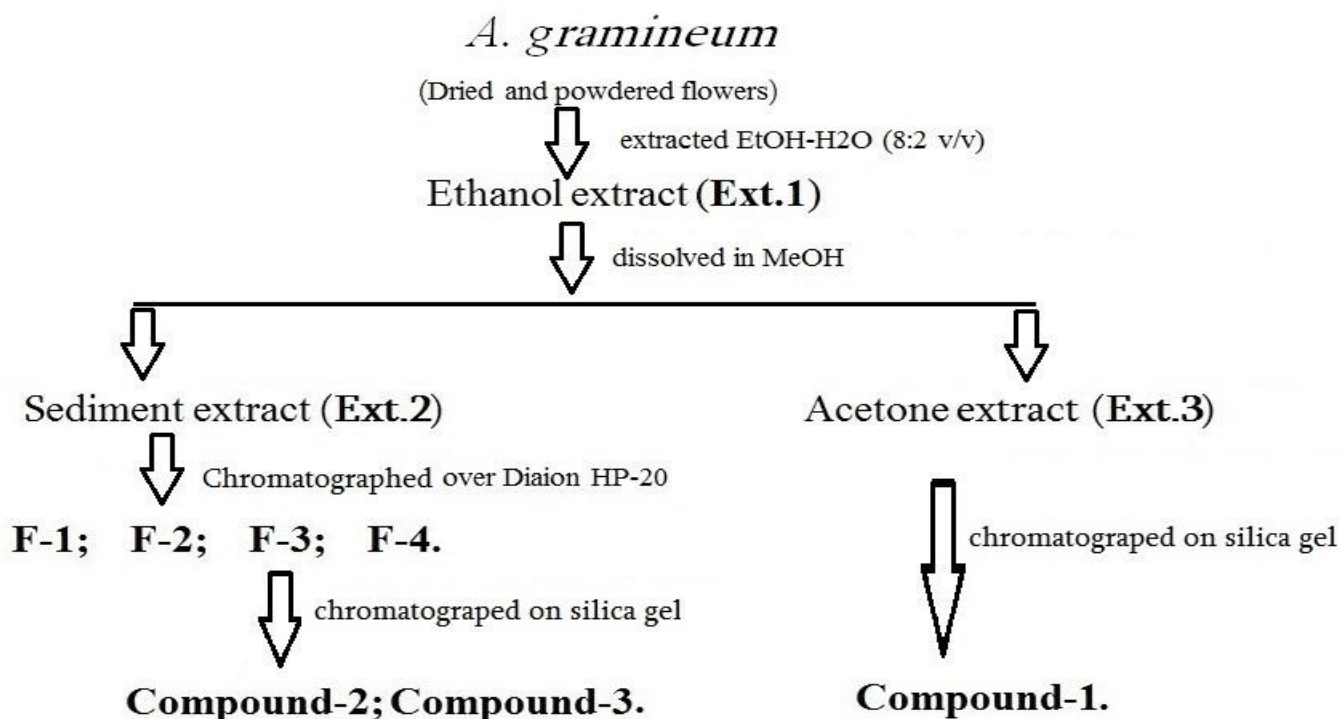 A. gramineum
(Dried and powdered flowers)
extracted EtOH-H2O (8:2 v/v)
Ethanol extract (Ext.1)
dissolved in MeOH
Sediment extract (Ext.2)
Acetone extract (Ext.3)
Chromatographed over Diaion HP-20
F-1; F-2; F-3; F-4.
chromatograped on silica gel
chromatograped on silica gel
Compound-2; Compound-3.
Compound-1.